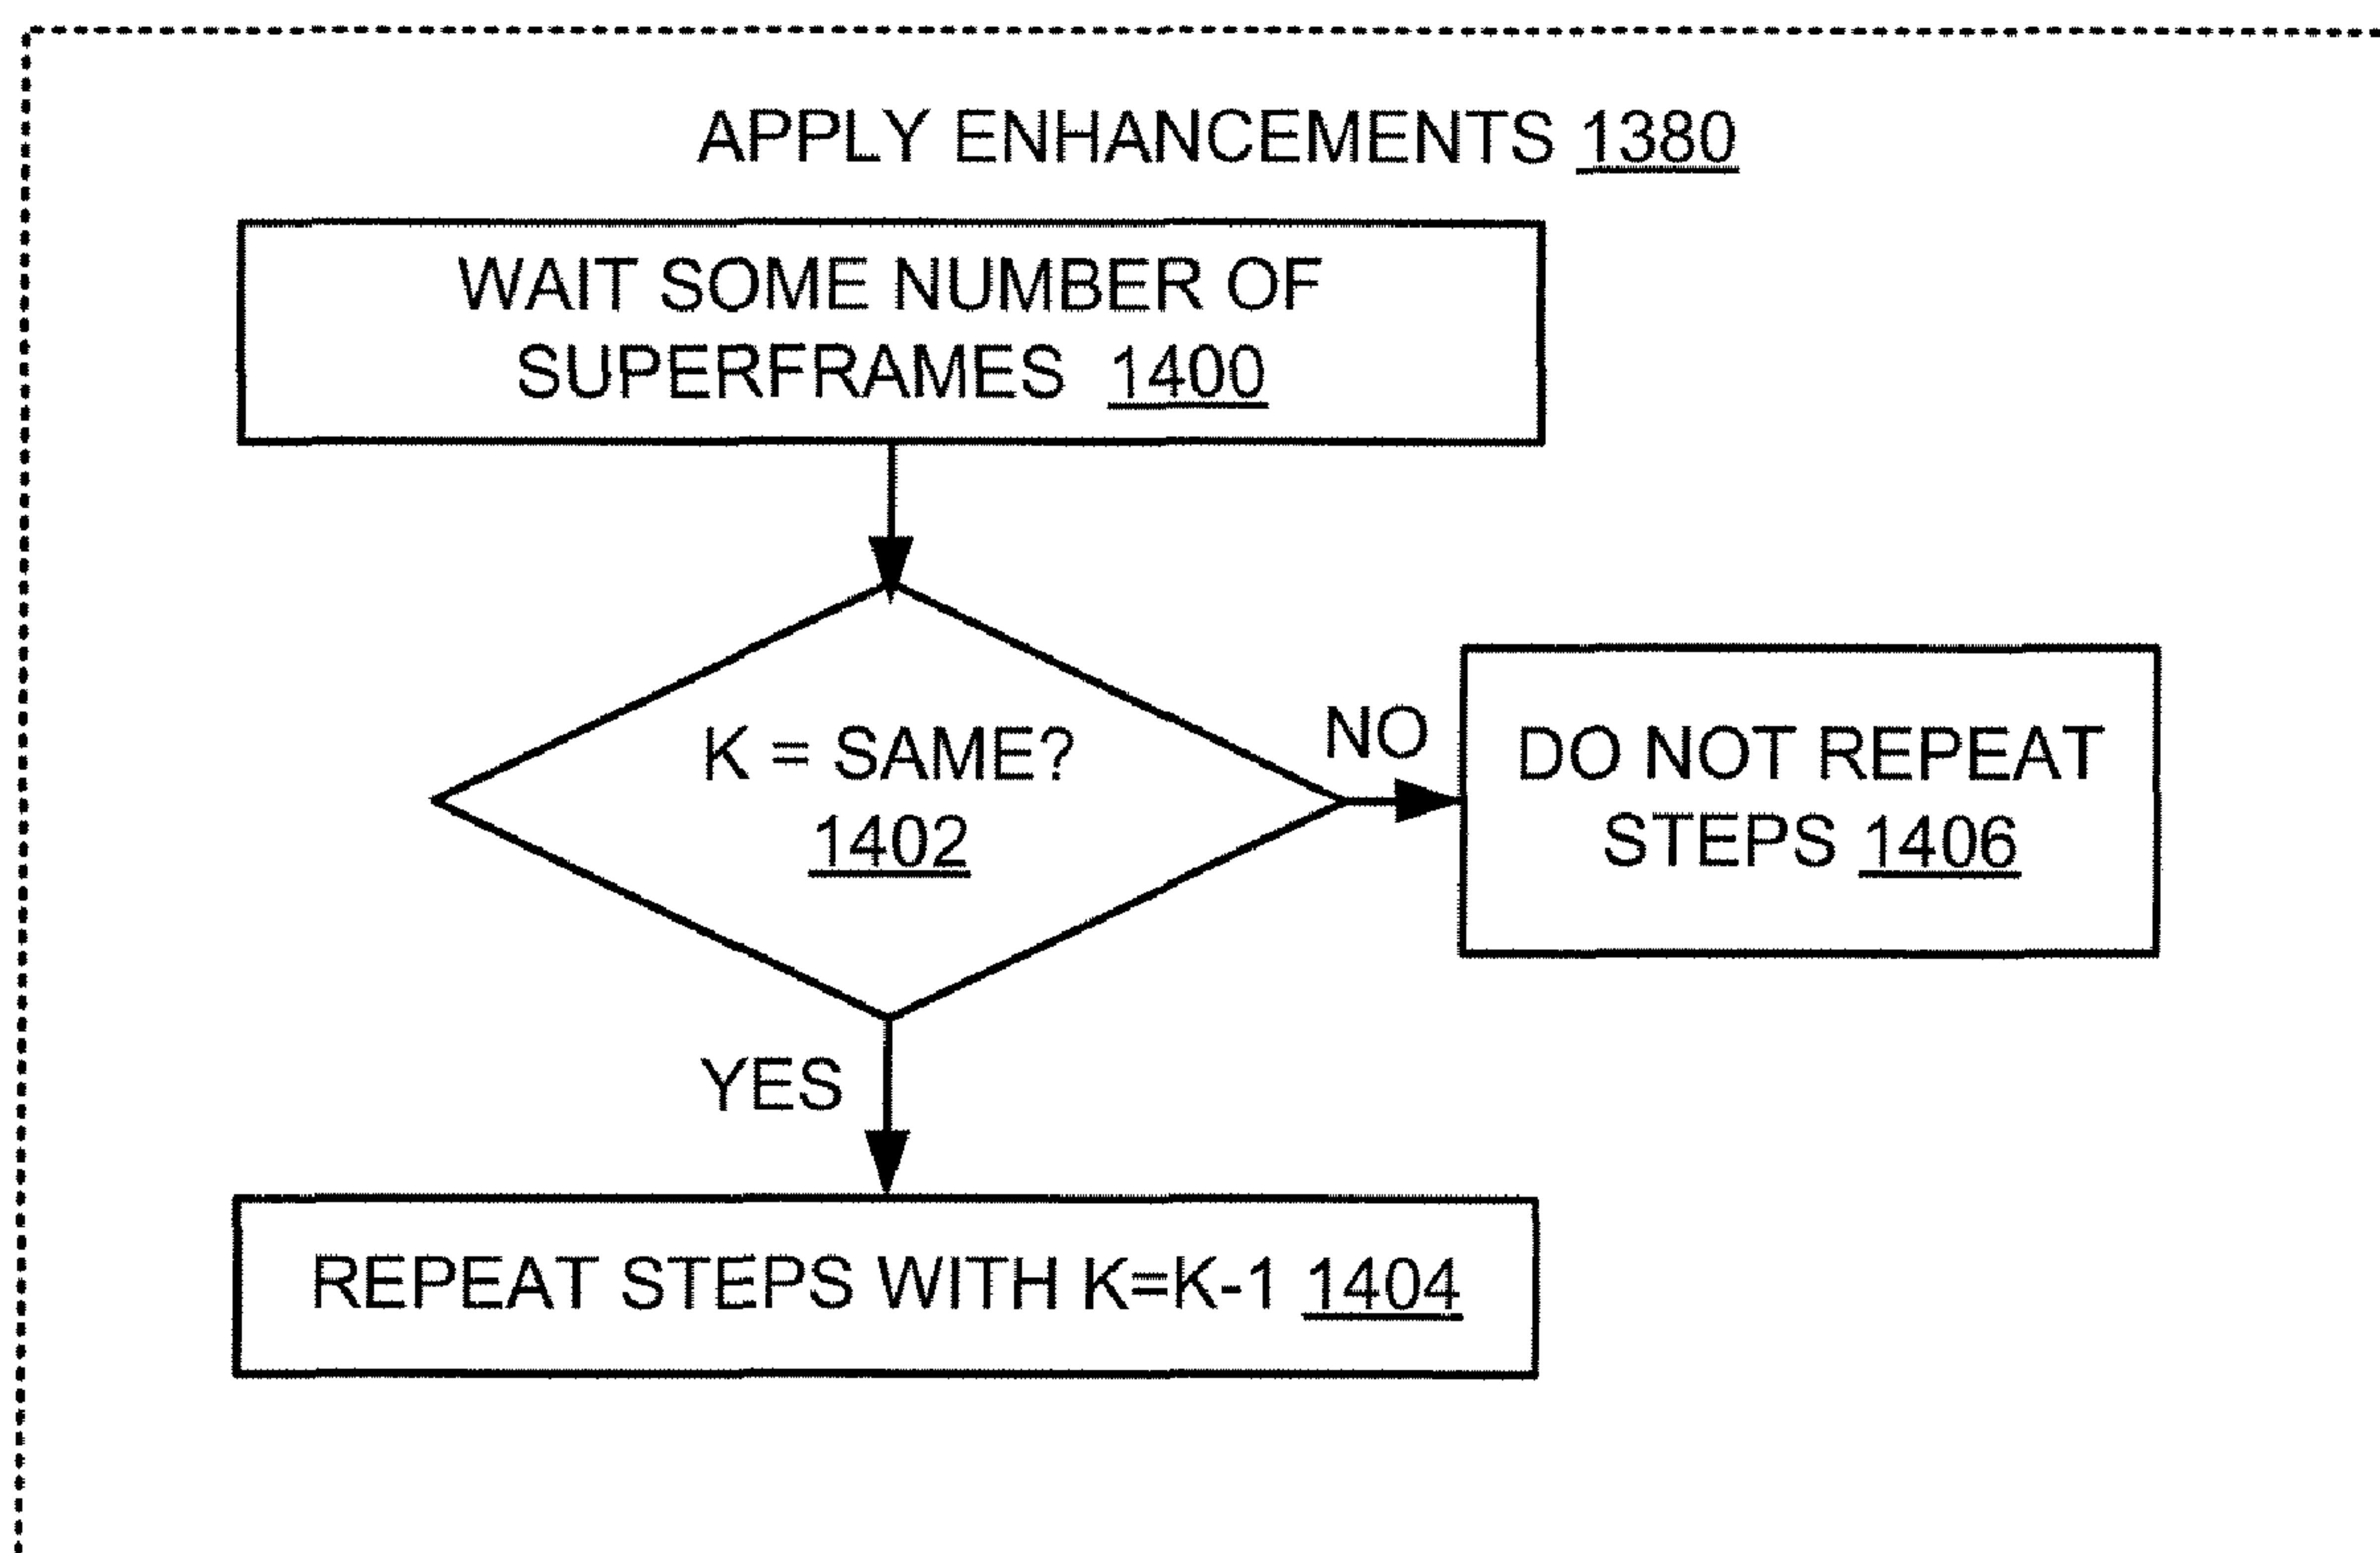 APPLY ENHANCEMENTS 1380
WAIT SOME NUMBER OF
SUPERFRAMES 1400
K = SAME?
1402
NO
DO NOT REPEAT
STEPS 1406
YES
REPEAT STEPS WITH K=K-1 1404